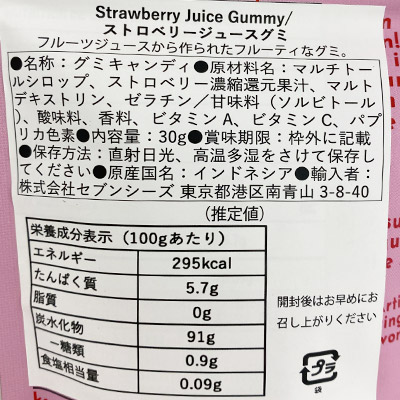 Strawberry Juice Gummy/
ストロベリージュースグミ
フルーツジュースから作られたフルーティなグミ。
●名称：グミキャンディ●原材料名：マルチトー
ルシロップ、ストロベリー濃縮還元果汁、マルト
デキストリン、ゼラチン／甘味料（ソルビトー
ル）、酸味料、香料、ビタミン A、ビタミン C、パプ
リカ色素●内容量：30g●賞味期限：枠外に記載
●保存方法：直射日光、高温多湿をさけて保存し
てください●原産国名：インドネシア●輸入者：
株式会社セブンシーズ 東京都港区南青山 3-8-40
（推定値）
栄養成分表示（100gあたり）
エネルギー 295kcal
たんぱく質 5.7g
脂質 0g
炭水化物 91g
－糖類 0.9g
食塩相当量 0.09g
開封後はお早めにお
召し上がりください
プラ
袋